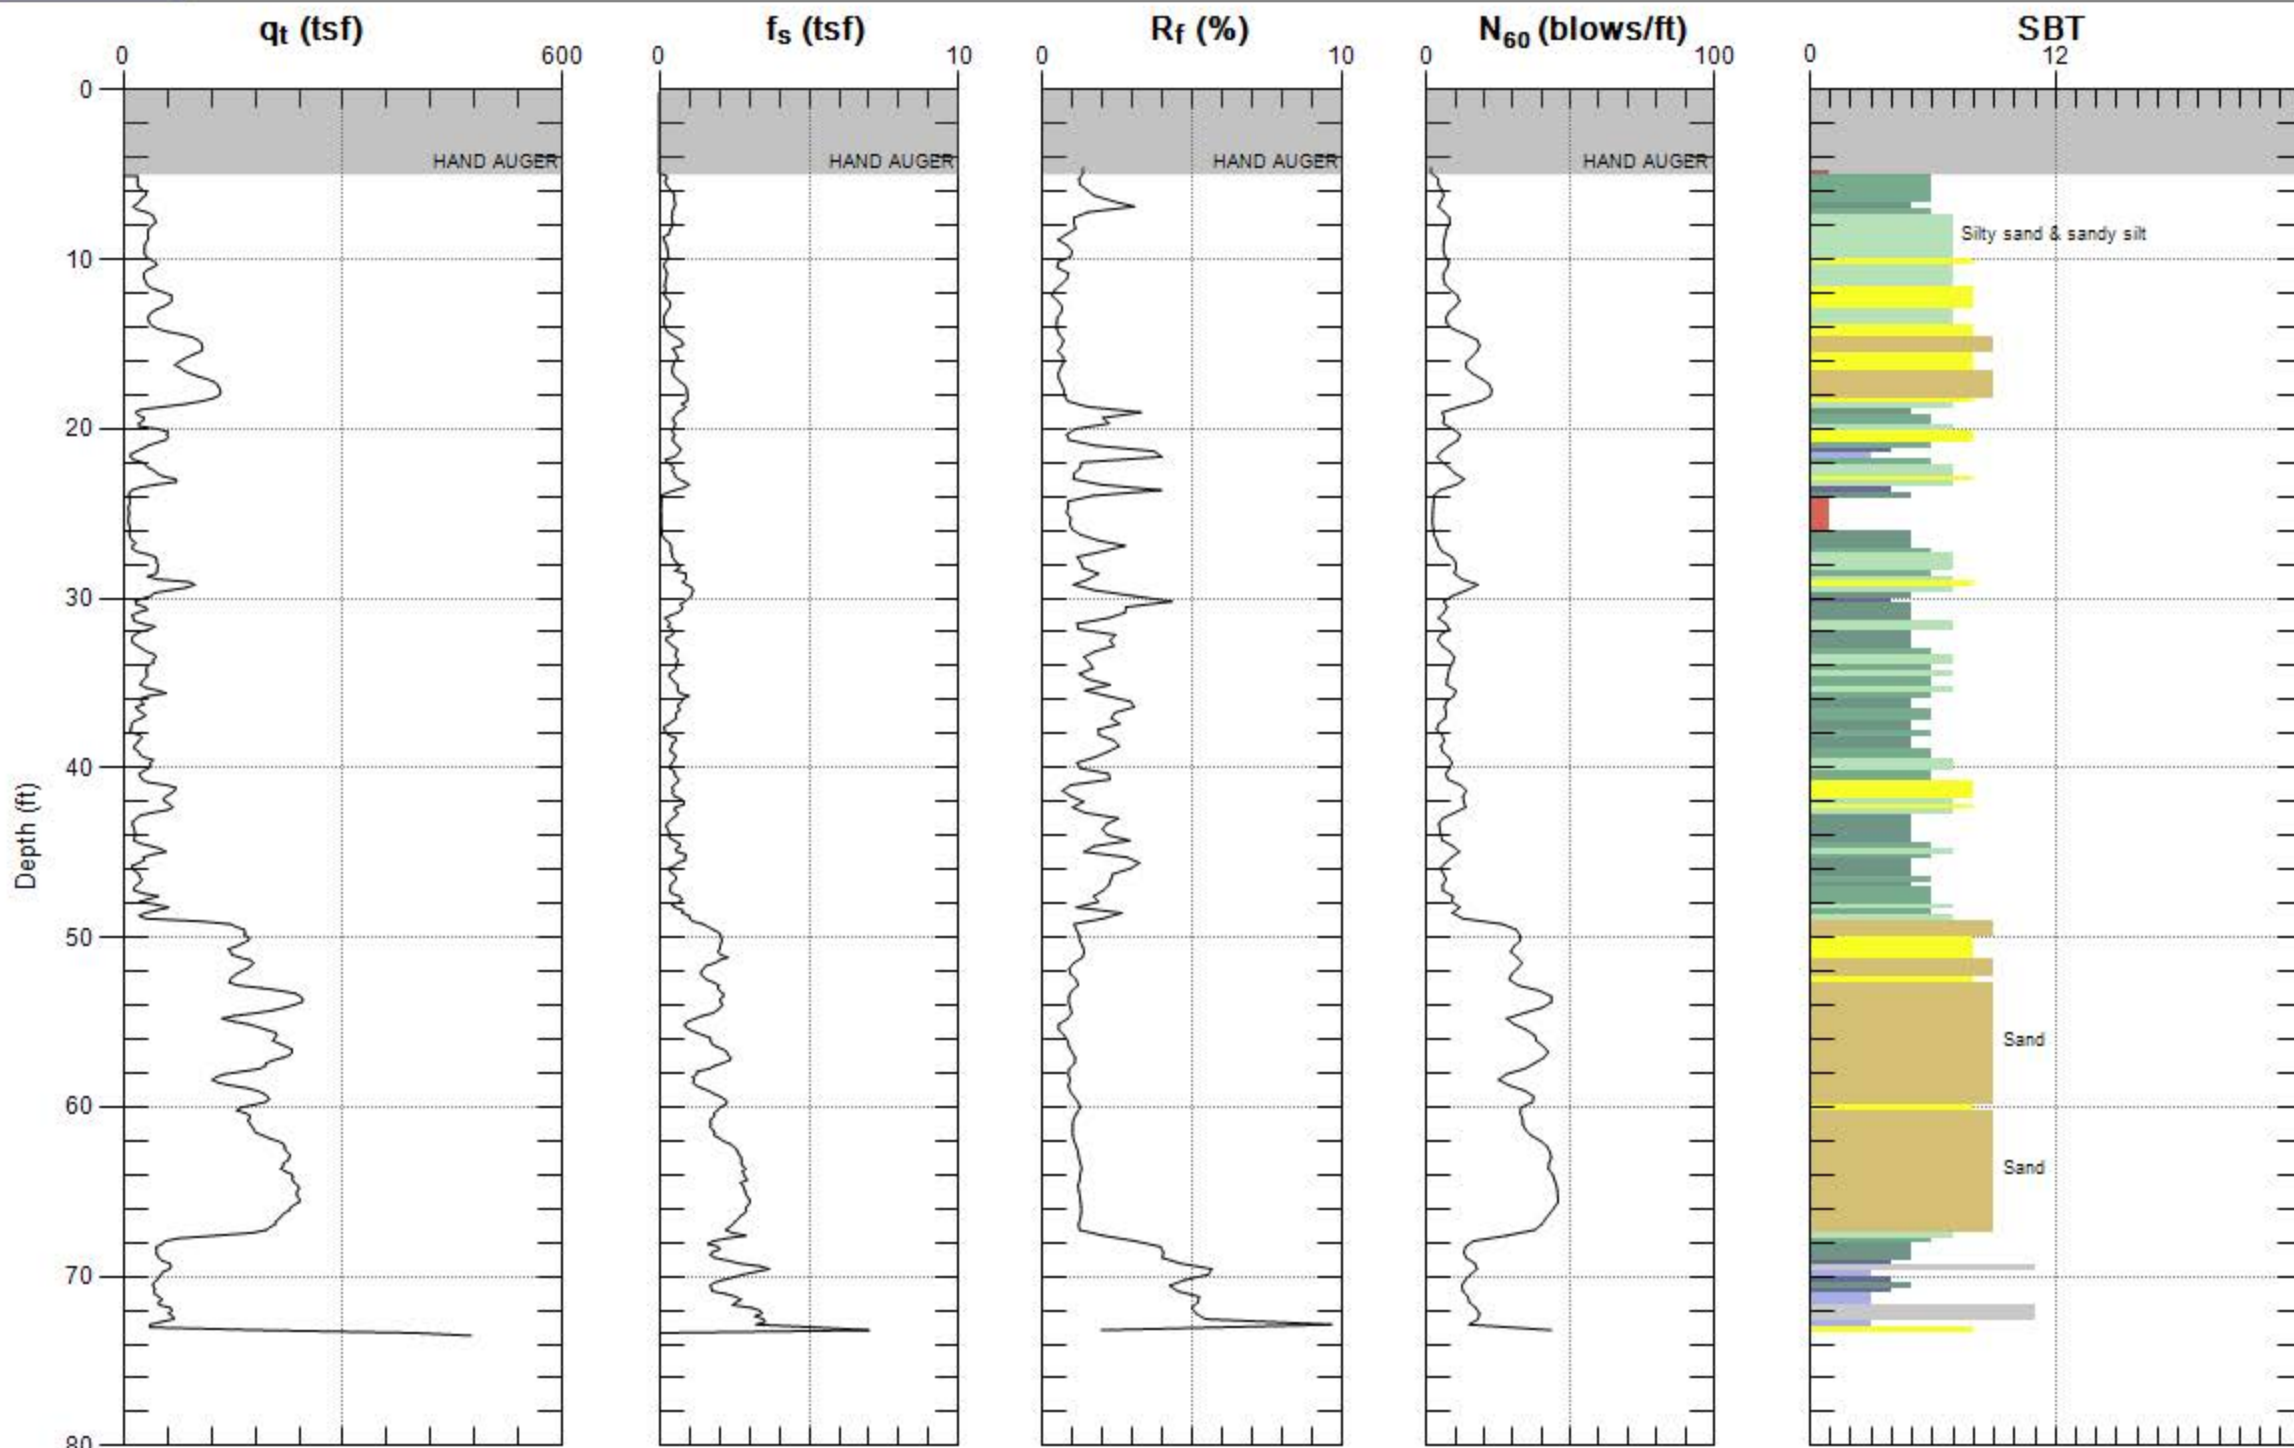 qt (tsf) fs (tsf) Rf (%) N60 (blows/ft) SBT
0 600 0 10 0 10 0 100 0 12
0
HAND AUGER HAND AUGER HAND AUGER HAND AUGER
Silty sand & sandy silt
10
20
30
40
Depth (ft)
50
Sand
60
Sand
70
80